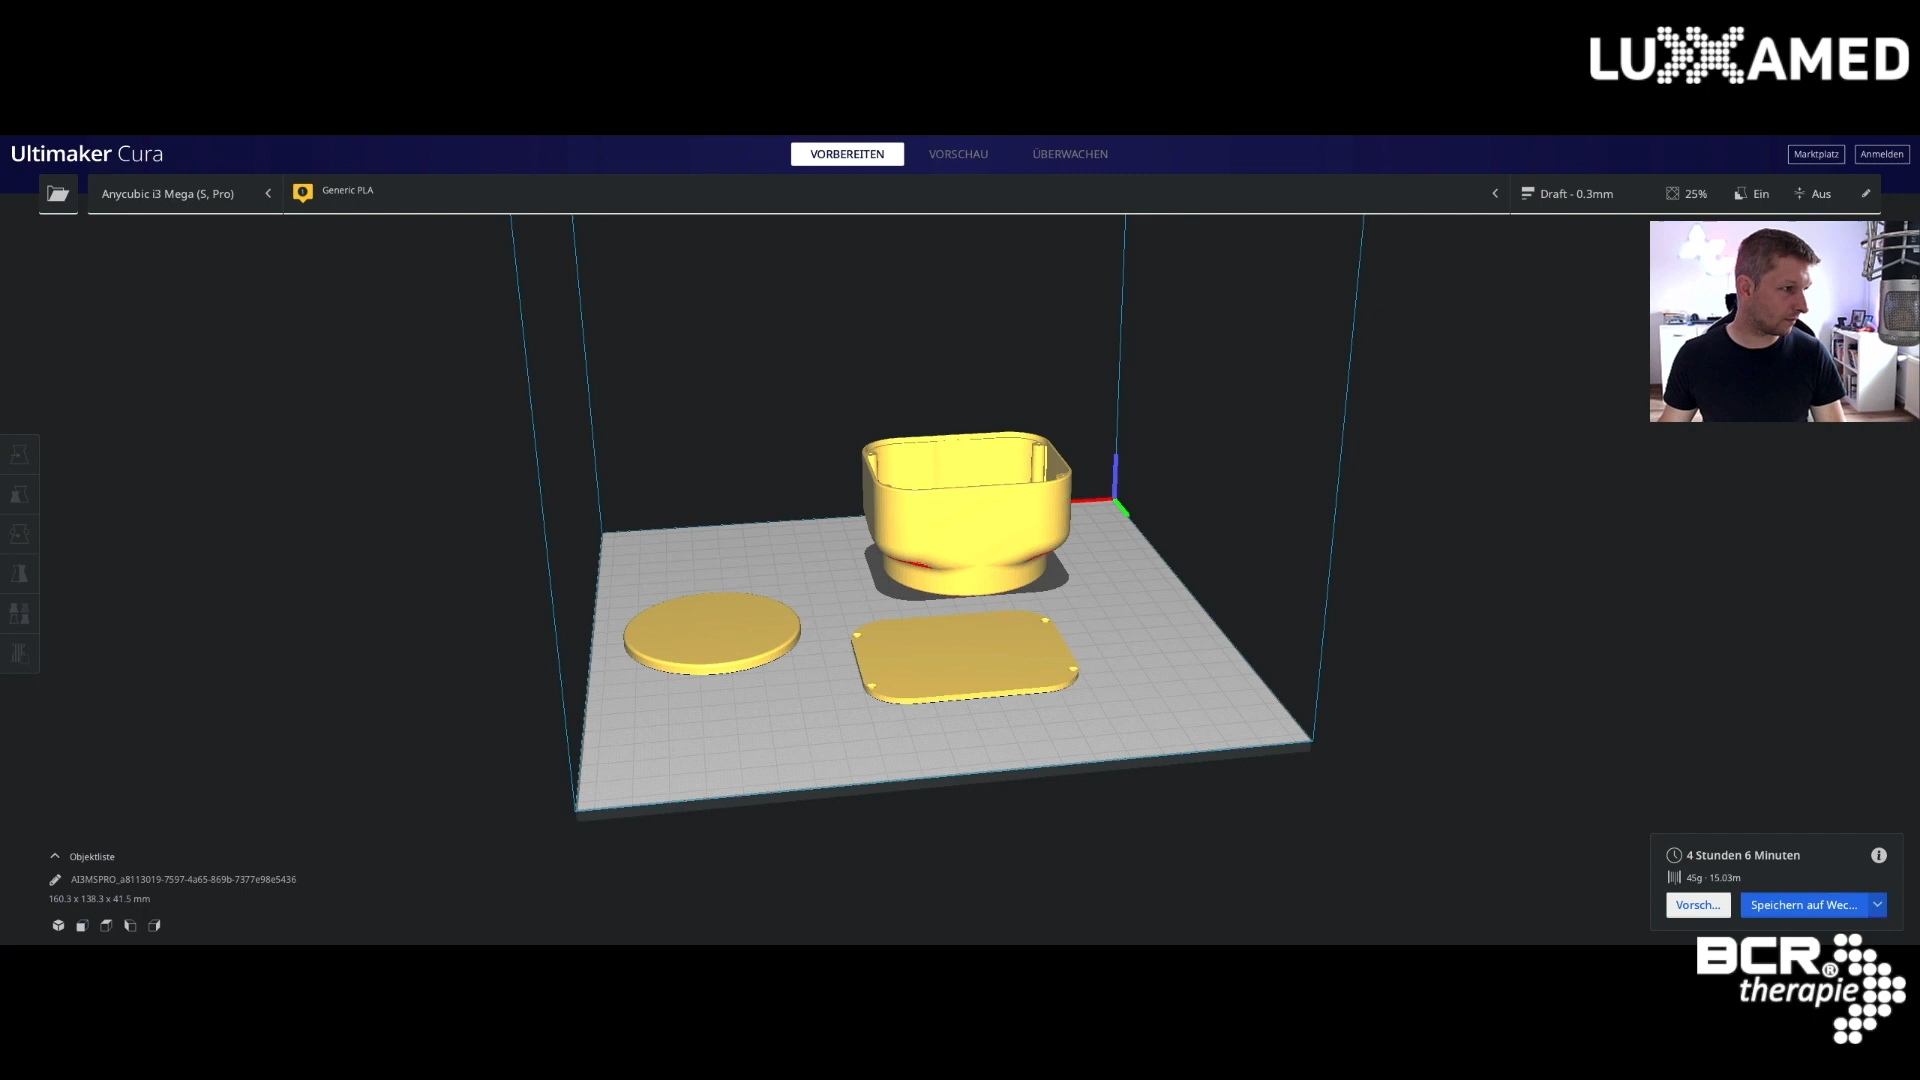 LUXXAMED
Ultimaker Cura
VORBEREITEN
VORSCHAU
ÜBERWACHEN
Marktplatz
Anmelden
Anycubic i3 Mega (S, Pro)
1
Generic PLA
Draft - 0.3mm
25%
Ein
Aus
Objektliste
AI3MSPRO_a8113019-7597-4a65-869b-7377e98e5436
160.3 x 138.3 x 41.5 mm
4 Stunden 6 Minuten
45g · 15.03m
Vorsch...
Speichern auf Wec...
BCR®
therapie